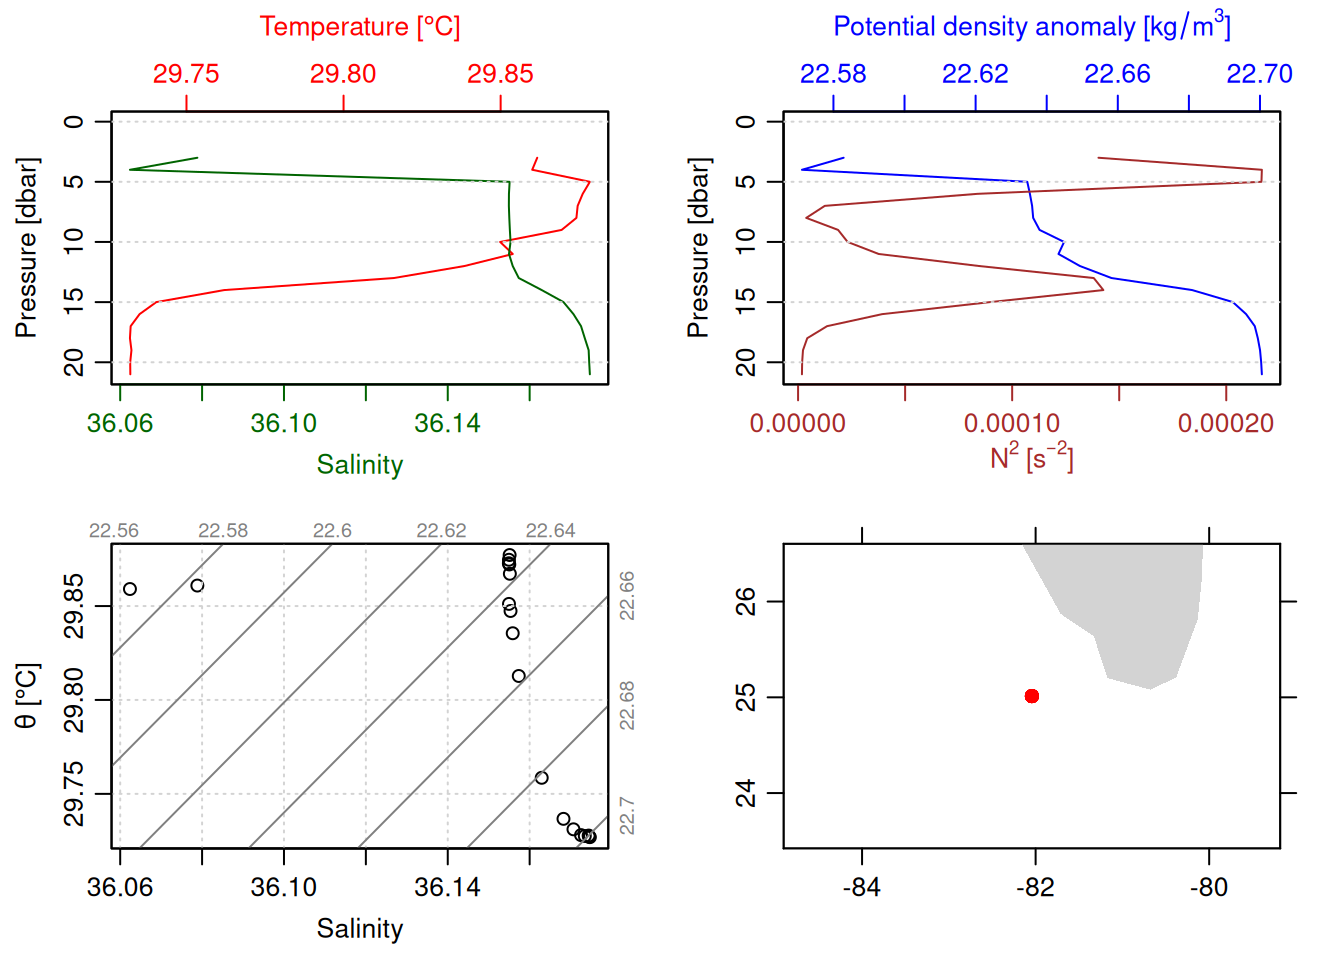 Temperature [°C]
29.75 29.80 29.85
0
5
10
15
20
Pressure [dbar]
36.06 36.10 36.14
Salinity
Potential density anomaly [kg/m³]
22.58 22.62 22.66 22.70
0
5
10
15
20
Pressure [dbar]
0.00000 0.00010 0.00020
N² [s⁻²]
22.56 22.58 22.6 22.62 22.64
22.66
22.68
22.7
29.85
29.80
29.75
θ [°C]
36.06 36.10 36.14
Salinity
26
25
24
-84 -82 -80